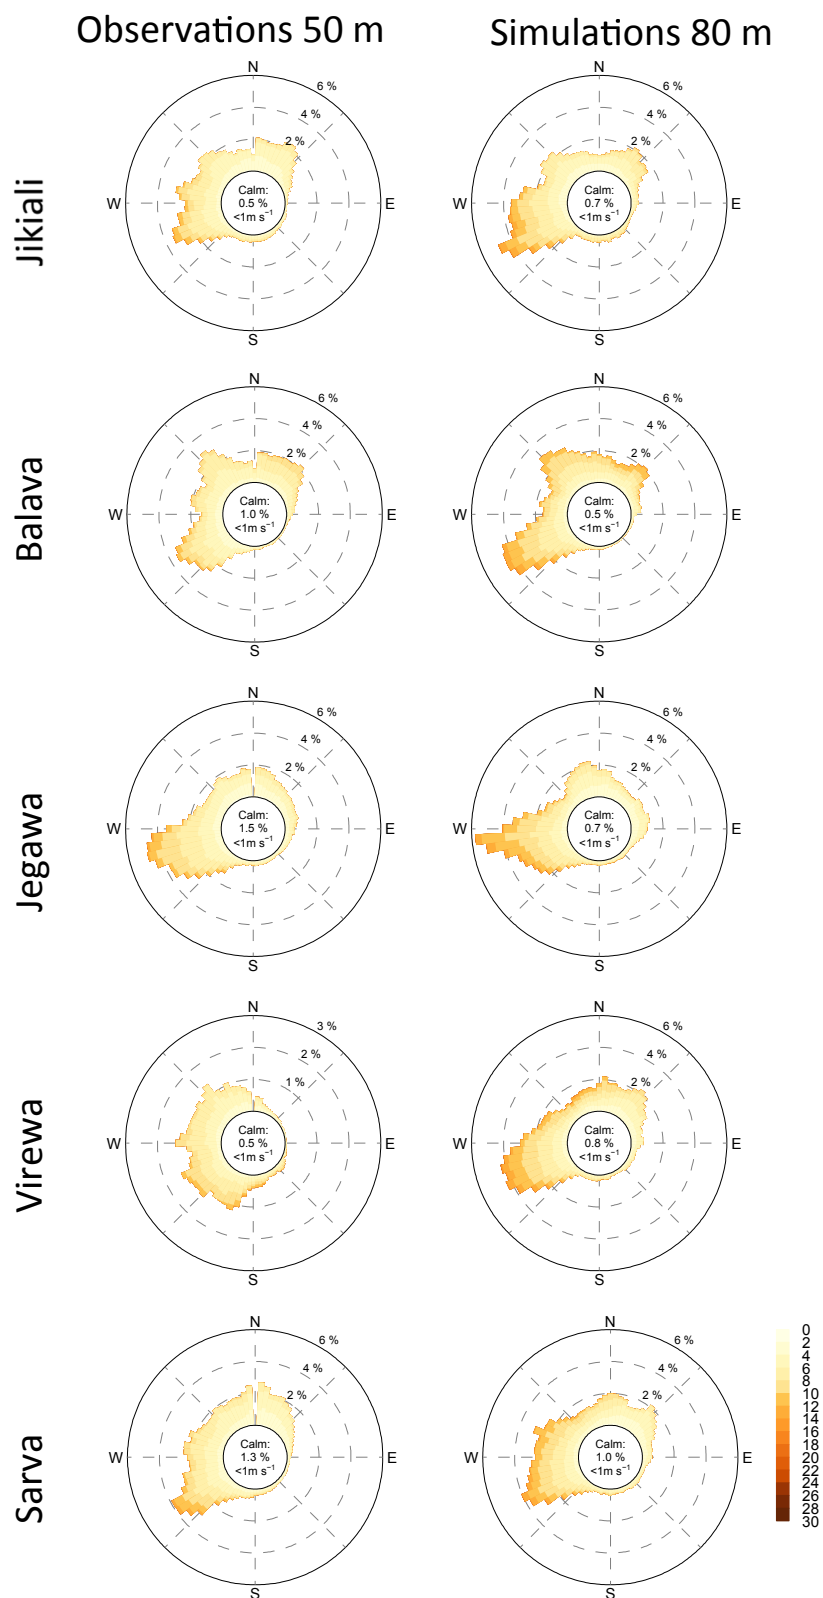 Observations 50 m
Simulations 80 m
Jikiali
N
6 %
4 %
2 %
W
E
S
Calm:
0.5 %
<1m s⁻¹
N
6 %
4 %
2 %
W
E
S
Calm:
0.7 %
<1m s⁻¹
Balava
N
6 %
4 %
2 %
W
E
S
Calm:
1.0 %
<1m s⁻¹
N
6 %
4 %
2 %
W
E
S
Calm:
0.5 %
<1m s⁻¹
Jegawa
N
6 %
4 %
2 %
W
E
S
Calm:
1.5 %
<1m s⁻¹
N
6 %
4 %
2 %
W
E
S
Calm:
0.7 %
<1m s⁻¹
Virewa
N
3 %
2 %
1 %
W
E
S
Calm:
0.5 %
<1m s⁻¹
N
6 %
4 %
2 %
W
E
S
Calm:
0.8 %
<1m s⁻¹
Sarva
N
6 %
4 %
2 %
W
E
S
Calm:
1.3 %
<1m s⁻¹
N
6 %
4 %
2 %
W
E
S
Calm:
1.0 %
<1m s⁻¹
0
2
4
6
8
10
12
14
16
18
20
22
24
26
28
30